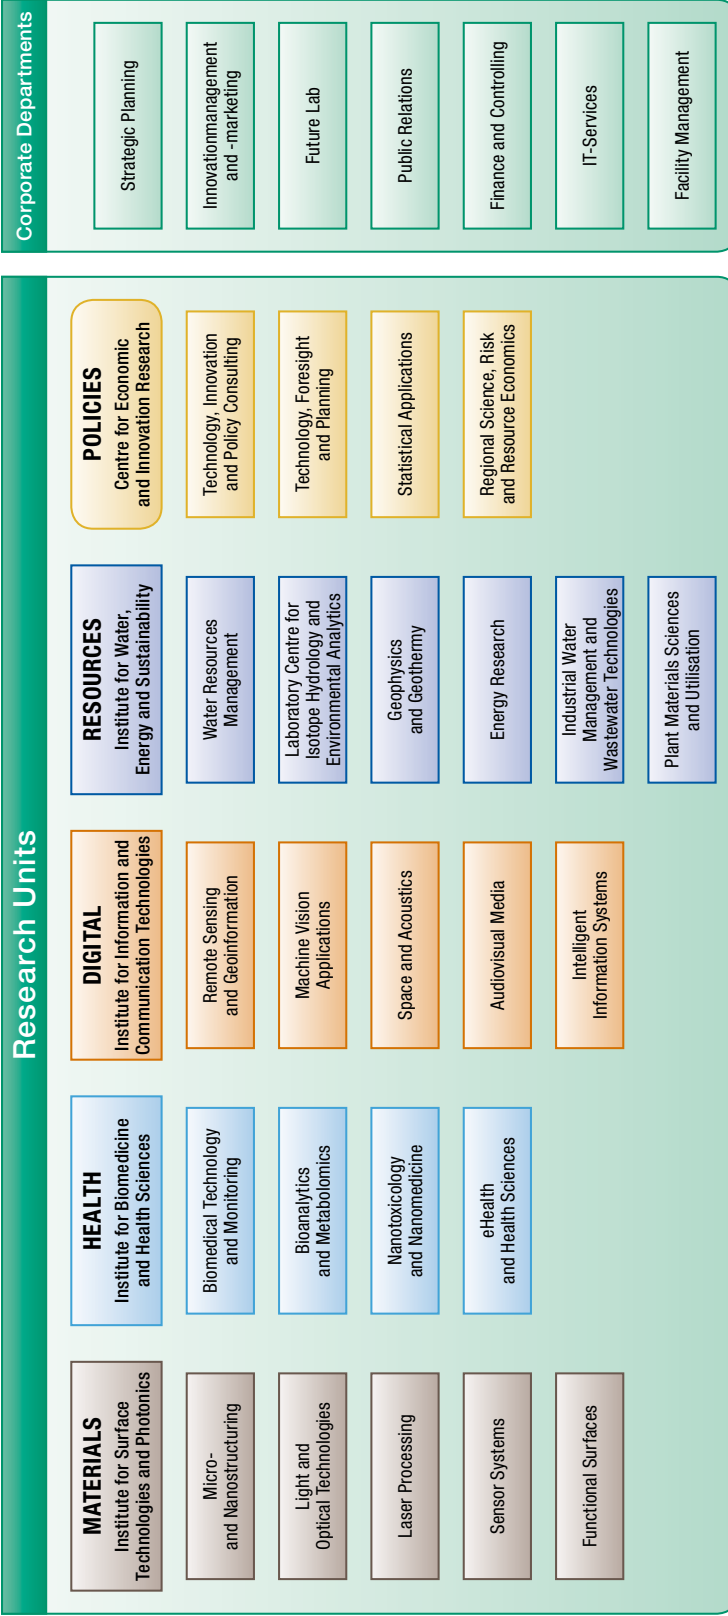 Research Units
MATERIALS
Institute for Surface
Technologies and Photonics
Micro-
and Nanostructuring
Light and
Optical Technologies
Laser Processing
Sensor Systems
Functional Surfaces
HEALTH
Institute for Biomedicine
and Health Sciences
Biomedical Technology
and Monitoring
Bioanalytics
and Metabolomics
Nanotoxicology
and Nanomedicine
eHealth
and Health Sciences
DIGITAL
Institute for Information and
Communication Technologies
Remote Sensing
and Geoinformation
Machine Vision
Applications
Space and Acoustics
Audiovisual Media
Intelligent
Information Systems
RESOURCES
Institute for Water,
Energy and Sustainability
Water Resources
Management
Laboratory Centre for
Isotope Hydrology and
Environmental Analytics
Geophysics
and Geothermy
Energy Research
Industrial Water
Management and
Wastewater Technologies
Plant Materials Sciences
and Utilisation
POLICIES
Centre for Economic
and Innovation Research
Technology, Innovation
and Policy Consulting
Technology, Foresight
and Planning
Statistical Applications
Regional Science, Risk
and Resource Economics
Corporate Departments
Strategic Planning
Innovationmanagement
and -marketing
Future Lab
Public Relations
Finance and Controlling
IT-Services
Facility Management